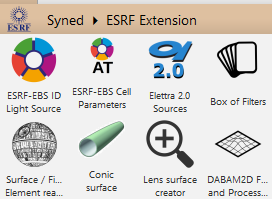 ESRF
Syned ▸ ESRF Extension
AT
2.0
ESRF-EBS ID
Light Source
ESRF-EBS Cell
Parameters
Elettra 2.0
Sources
Box of Filters
Surface / Fi...
Element rea...
Conic
surface
Lens surface
creator
DABAM2D F...
and Process...